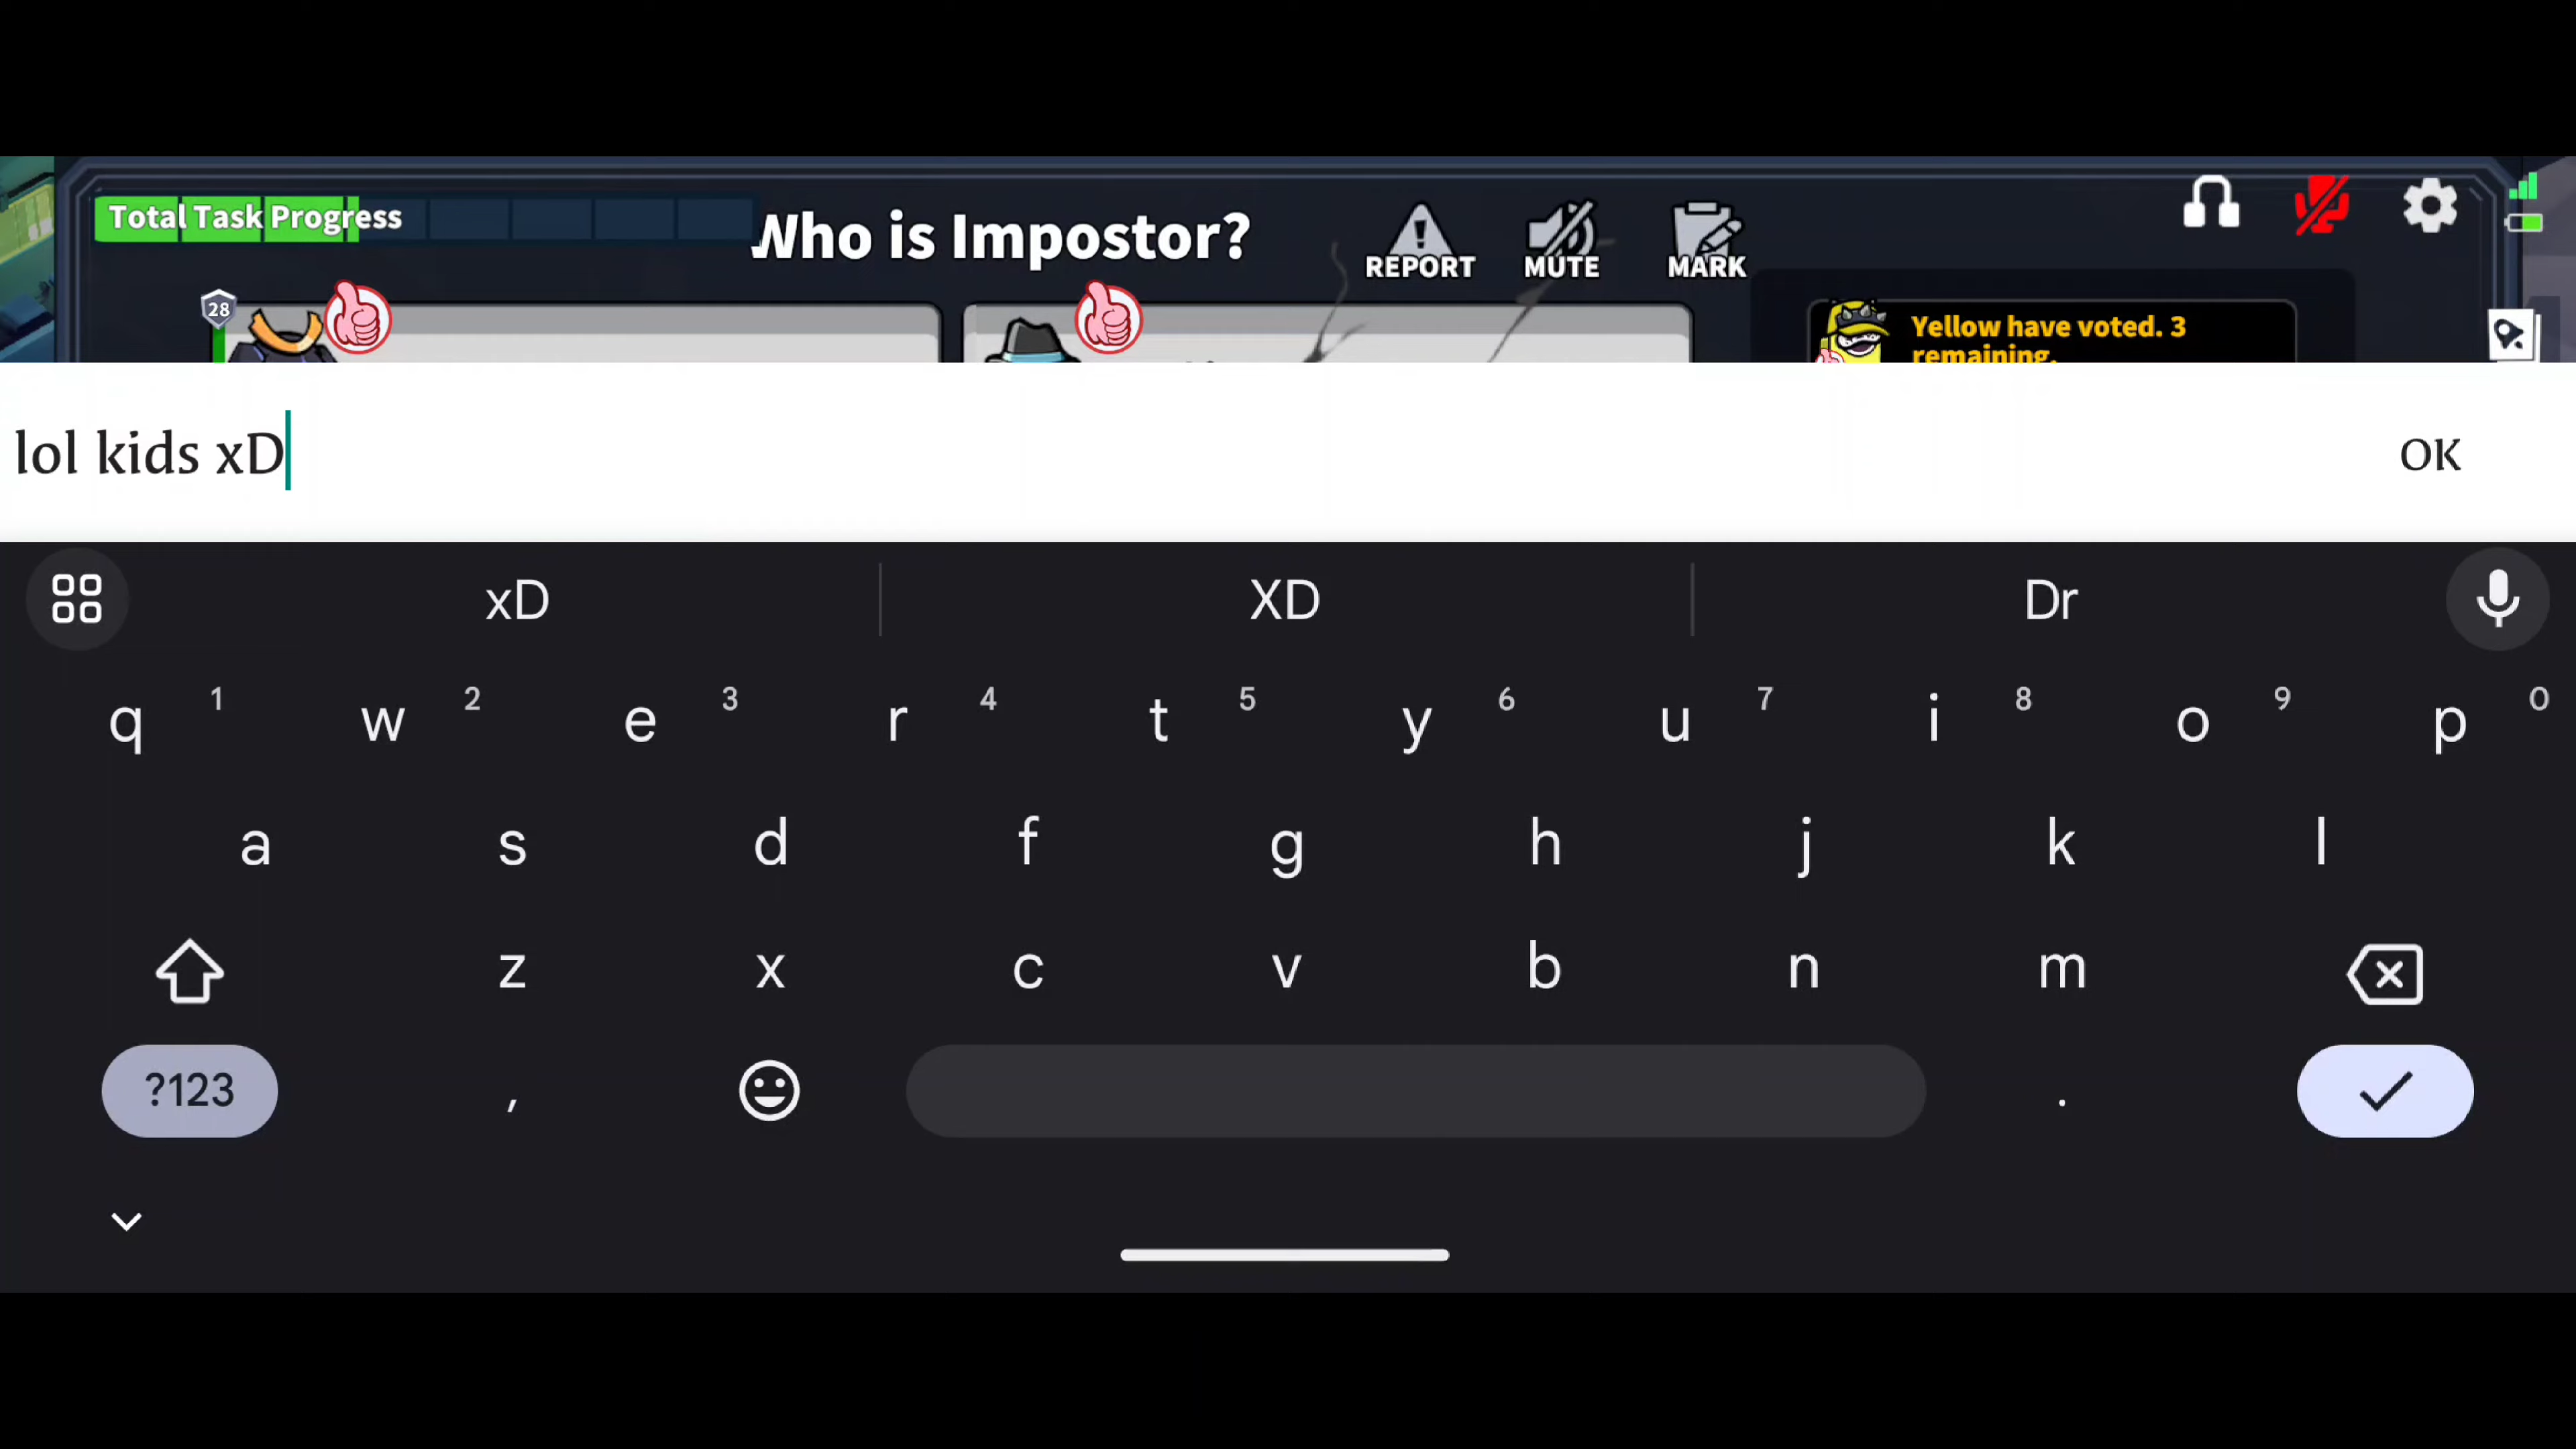 Total Task Progress
Who is Impostor?
REPORT
MUTE
MARK
28
Yellow have voted. 3
remaining.
lol kids xD
OK
xD
XD
Dr
q 1 w 2 e 3 r 4 t 5 y 6 u 7 i 8 o 9 p 0
a s d f g h j k l
z x c v b n m
?123 , .